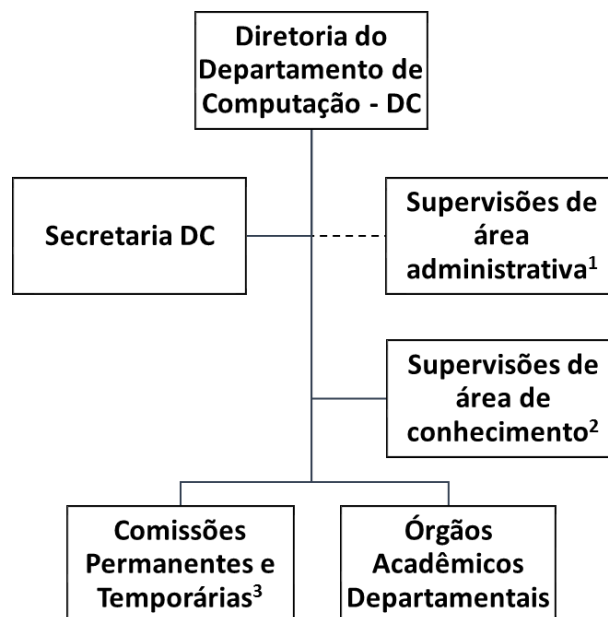 Diretoria do
Departamento de
Computação - DC
Secretaria DC
Supervisões de
área
administrativa¹
Supervisões de
área de
conhecimento²
Comissões
Permanentes e
Temporárias³
Órgãos
Acadêmicos
Departamentais